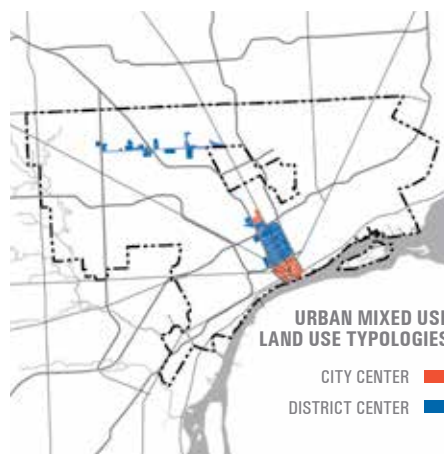 URBAN MIXED USE
LAND USE TYPOLOGIES
CITY CENTER
DISTRICT CENTER